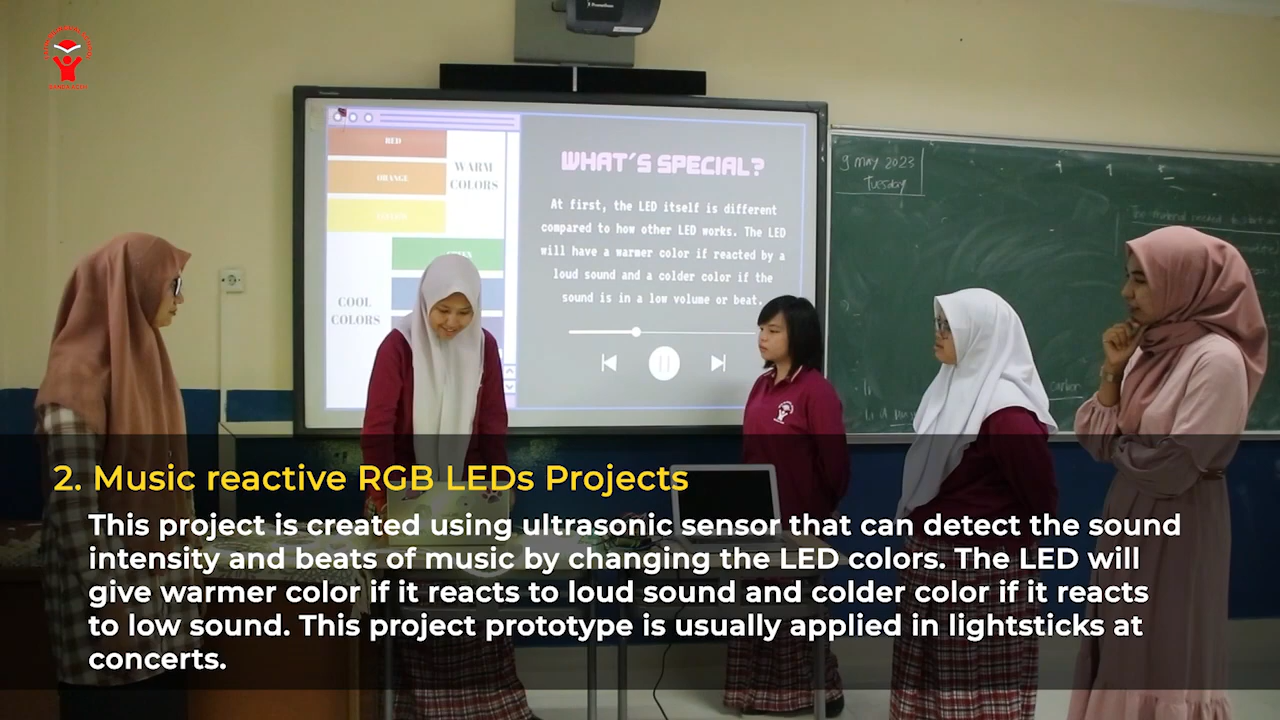 RED
ORANGE
YELLOW
WARM
COLORS
GREEN
COOL
COLORS
WHAT'S SPECIAL?
At first, the LED itself is different
compared to how other LED works. The LED
will have a warmer color if reacted by a
loud sound and a colder color if the
sound is in a low volume or beat.
9 May 2023
Tuesday
2. Music reactive RGB LEDs Projects
This project is created using ultrasonic sensor that can detect the sound
intensity and beats of music by changing the LED colors. The LED will
give warmer color if it reacts to loud sound and colder color if it reacts
to low sound. This project prototype is usually applied in lightsticks at
concerts.